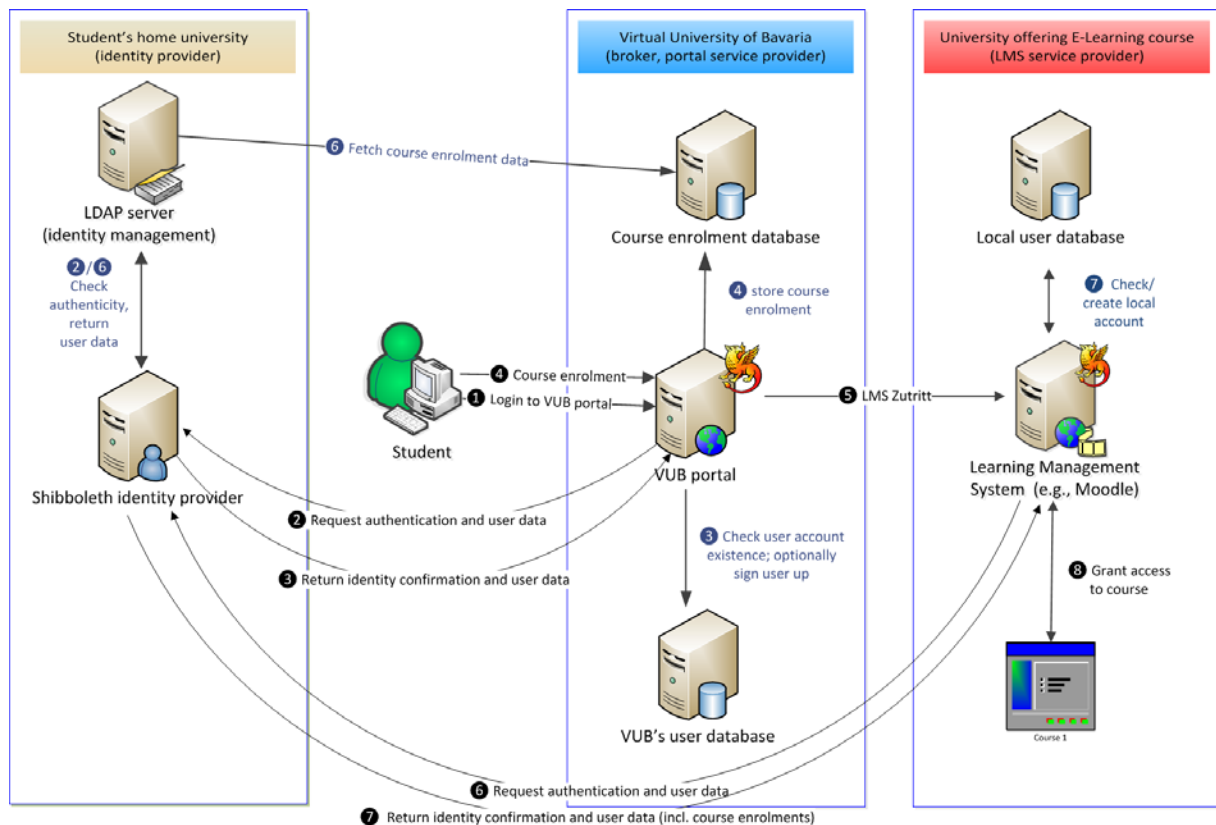 Student's home university
(identity provider)
Virtual University of Bavaria
(broker, portal service provider)
University offering E-Learning course
(LMS service provider)
6 Fetch course enrolment data
LDAP server
(identity management)
Course enrolment database
Local user database
2/6
Check
authenticity,
return
user data
4 store course
enrolment
7 Check/
create local
account
4 Course enrolment
1 Login to VUB portal
5 LMS Zutritt
Student
VUB portal
Learning Management
System (e.g., Moodle)
Shibboleth identity provider
2 Request authentication and user data
3 Check user account
existence; optionally
sign user up
3 Return identity confirmation and user data
8 Grant access
to course
VUB's user database
Course 1
6 Request authentication and user data
7 Return identity confirmation and user data (incl. course enrolments)